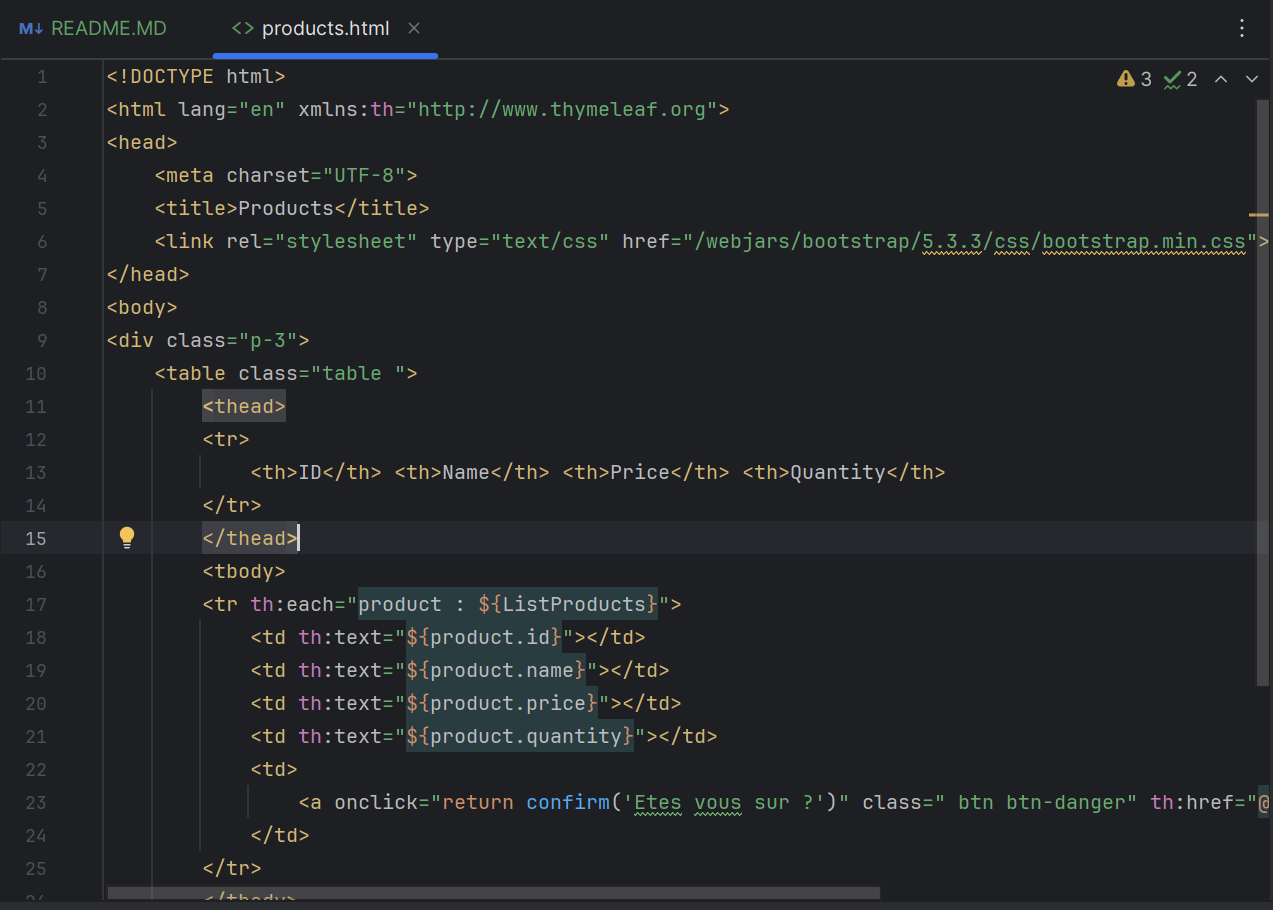 M↓ README.MD <> products.html ×
⚠ 3 ✓ 2
1 <!DOCTYPE html>
2 <html lang="en" xmlns:th="http://www.thymeleaf.org">
3 <head>
4     <meta charset="UTF-8">
5     <title>Products</title>
6     <link rel="stylesheet" type="text/css" href="/webjars/bootstrap/5.3.3/css/bootstrap.min.css">
7 </head>
8 <body>
9 <div class="p-3">
10     <table class="table ">
11         <thead>
12         <tr>
13             <th>ID</th> <th>Name</th> <th>Price</th> <th>Quantity</th>
14         </tr>
15         </thead>
16         <tbody>
17         <tr th:each="product : ${ListProducts}">
18             <td th:text="${product.id}"></td>
19             <td th:text="${product.name}"></td>
20             <td th:text="${product.price}"></td>
21             <td th:text="${product.quantity}"></td>
22             <td>
23                 <a onclick="return confirm('Etes vous sur ?')" class=" btn btn-danger" th:href="@
24             </td>
25         </tr>
26         </tbody>